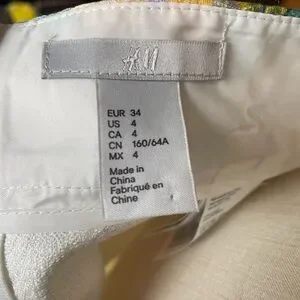 H&M
EUR 34
US 4
CA 4
CN 160/64A
MX 4
Made in
China
Fabriqué en
Chine